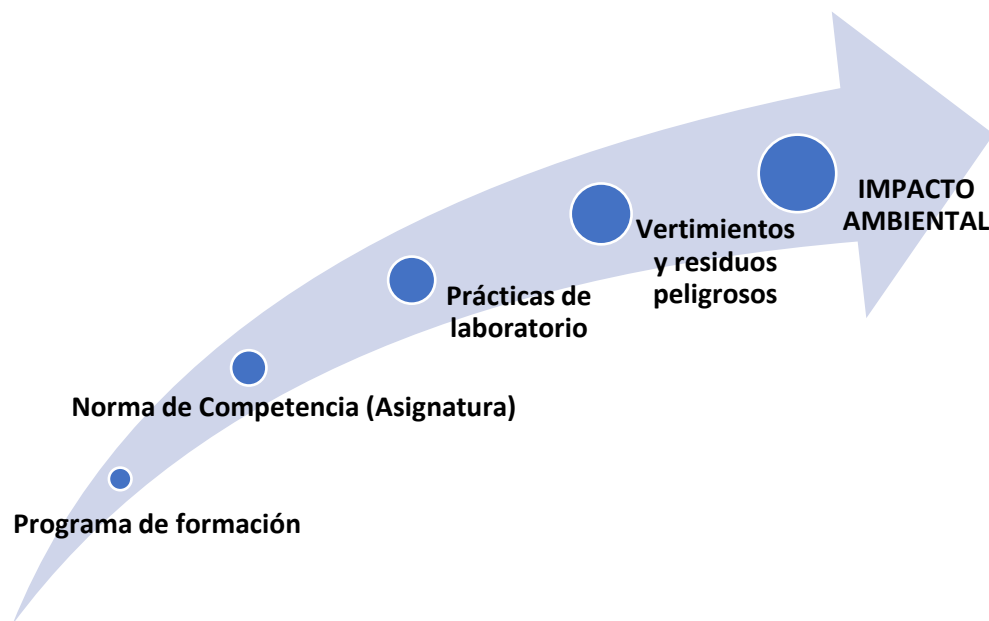 Programa de formación
Norma de Competencia (Asignatura)
Prácticas de
laboratorio
Vertimientos
y residuos
peligrosos
IMPACTO
AMBIENTAL